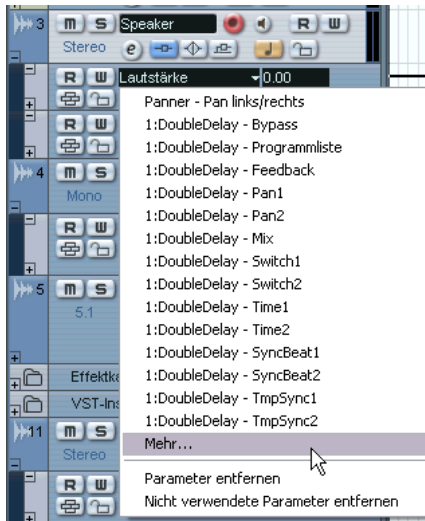 3 m S Speaker R W
Stereo e
R W Lautstärke 0.00
Panner - Pan links/rechts
R W 1:DoubleDelay - Bypass
1:DoubleDelay - Programmliste
4 m S 1:DoubleDelay - Feedback
Mono 1:DoubleDelay - Pan1
1:DoubleDelay - Pan2
R W 1:DoubleDelay - Mix
1:DoubleDelay - Switch1
1:DoubleDelay - Switch2
5 m S 1:DoubleDelay - Time1
5.1 1:DoubleDelay - Time2
1:DoubleDelay - SyncBeat1
Effektka 1:DoubleDelay - SyncBeat2
VST-Ins 1:DoubleDelay - TmpSync1
1:DoubleDelay - TmpSync2
11 m S Mehr...
Stereo
R W Parameter entfernen
Nicht verwendete Parameter entfernen